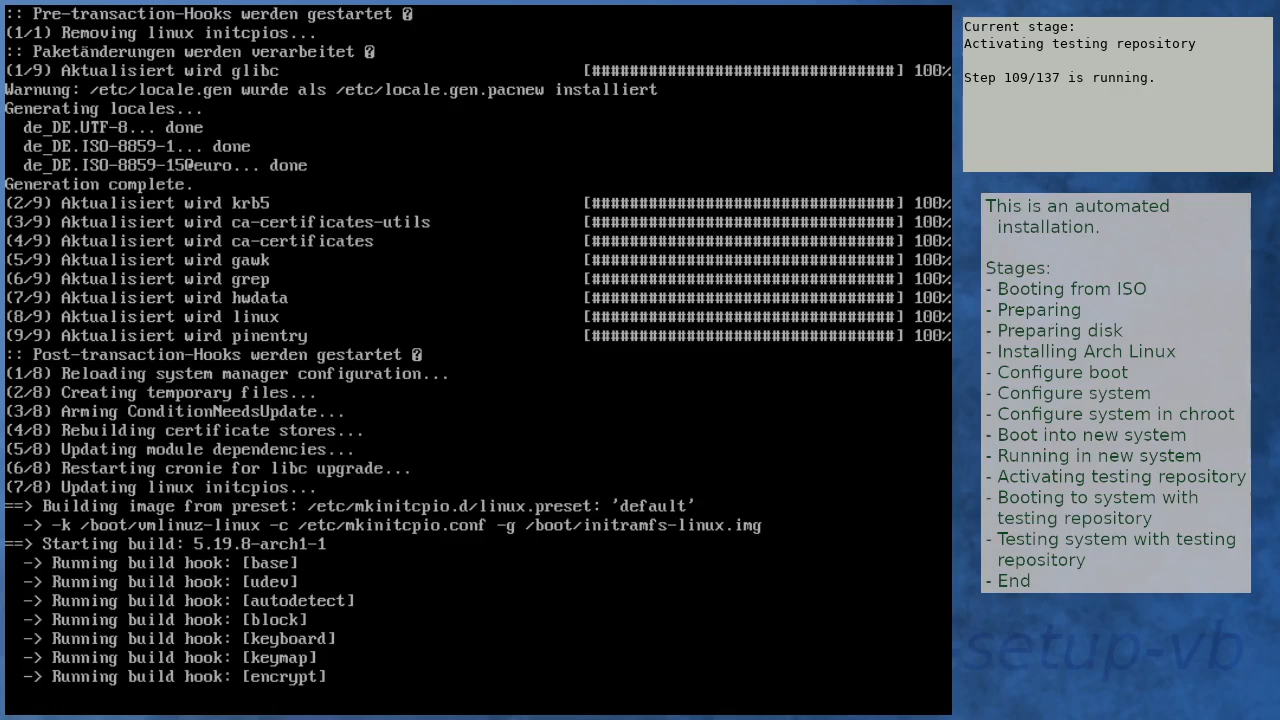 :: Pre-transaction-Hooks werden gestartet �
(1/1) Removing linux initcpios...
:: Paketänderungen werden verarbeitet �
(1/9) Aktualisiert wird glibc [################################] 100%
Warnung: /etc/locale.gen wurde als /etc/locale.gen.pacnew installiert
Generating locales...
de_DE.UTF-8... done
de_DE.ISO-8859-1... done
de_DE.ISO-8859-15@euro... done
Generation complete.
(2/9) Aktualisiert wird krb5 [################################] 100%
(3/9) Aktualisiert wird ca-certificates-utils [################################] 100%
(4/9) Aktualisiert wird ca-certificates [################################] 100%
(5/9) Aktualisiert wird gawk [################################] 100%
(6/9) Aktualisiert wird grep [################################] 100%
(7/9) Aktualisiert wird hwdata [################################] 100%
(8/9) Aktualisiert wird linux [################################] 100%
(9/9) Aktualisiert wird pinentry [################################] 100%
:: Post-transaction-Hooks werden gestartet �
(1/8) Reloading system manager configuration...
(2/8) Creating temporary files...
(3/8) Arming ConditionNeedsUpdate...
(4/8) Rebuilding certificate stores...
(5/8) Updating module dependencies...
(6/8) Restarting cronie for libc upgrade...
(7/8) Updating linux initcpios...
==> Building image from preset: /etc/mkinitcpio.d/linux.preset: 'default'
-> -k /boot/vmlinuz-linux -c /etc/mkinitcpio.conf -g /boot/initramfs-linux.img
==> Starting build: 5.19.8-arch1-1
-> Running build hook: [base]
-> Running build hook: [udev]
-> Running build hook: [autodetect]
-> Running build hook: [block]
-> Running build hook: [keyboard]
-> Running build hook: [keymap]
-> Running build hook: [encrypt]
Current stage:
Activating testing repository
Step 109/137 is running.
This is an automated
installation.
Stages:
- Booting from ISO
- Preparing
- Preparing disk
- Installing Arch Linux
- Configure boot
- Configure system
- Configure system in chroot
- Boot into new system
- Running in new system
- Activating testing repository
- Booting to system with
testing repository
- Testing system with testing
repository
- End
setup-vb